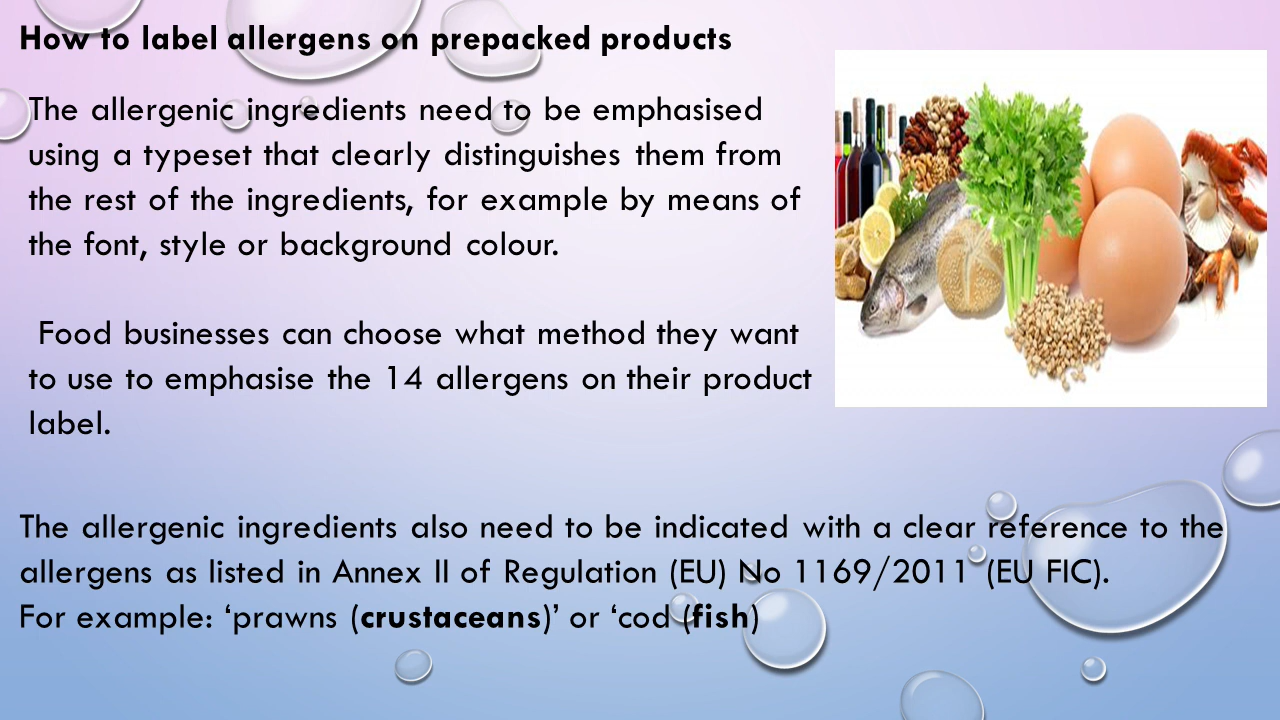 How to label allergens on prepacked products
The allergenic ingredients need to be emphasised
using a typeset that clearly distinguishes them from
the rest of the ingredients, for example by means of
the font, style or background colour.
Food businesses can choose what method they want
to use to emphasise the 14 allergens on their product
label.
The allergenic ingredients also need to be indicated with a clear reference to the
allergens as listed in Annex II of Regulation (EU) No 1169/2011 (EU FIC).
For example: ‘prawns (crustaceans)’ or ‘cod (fish)